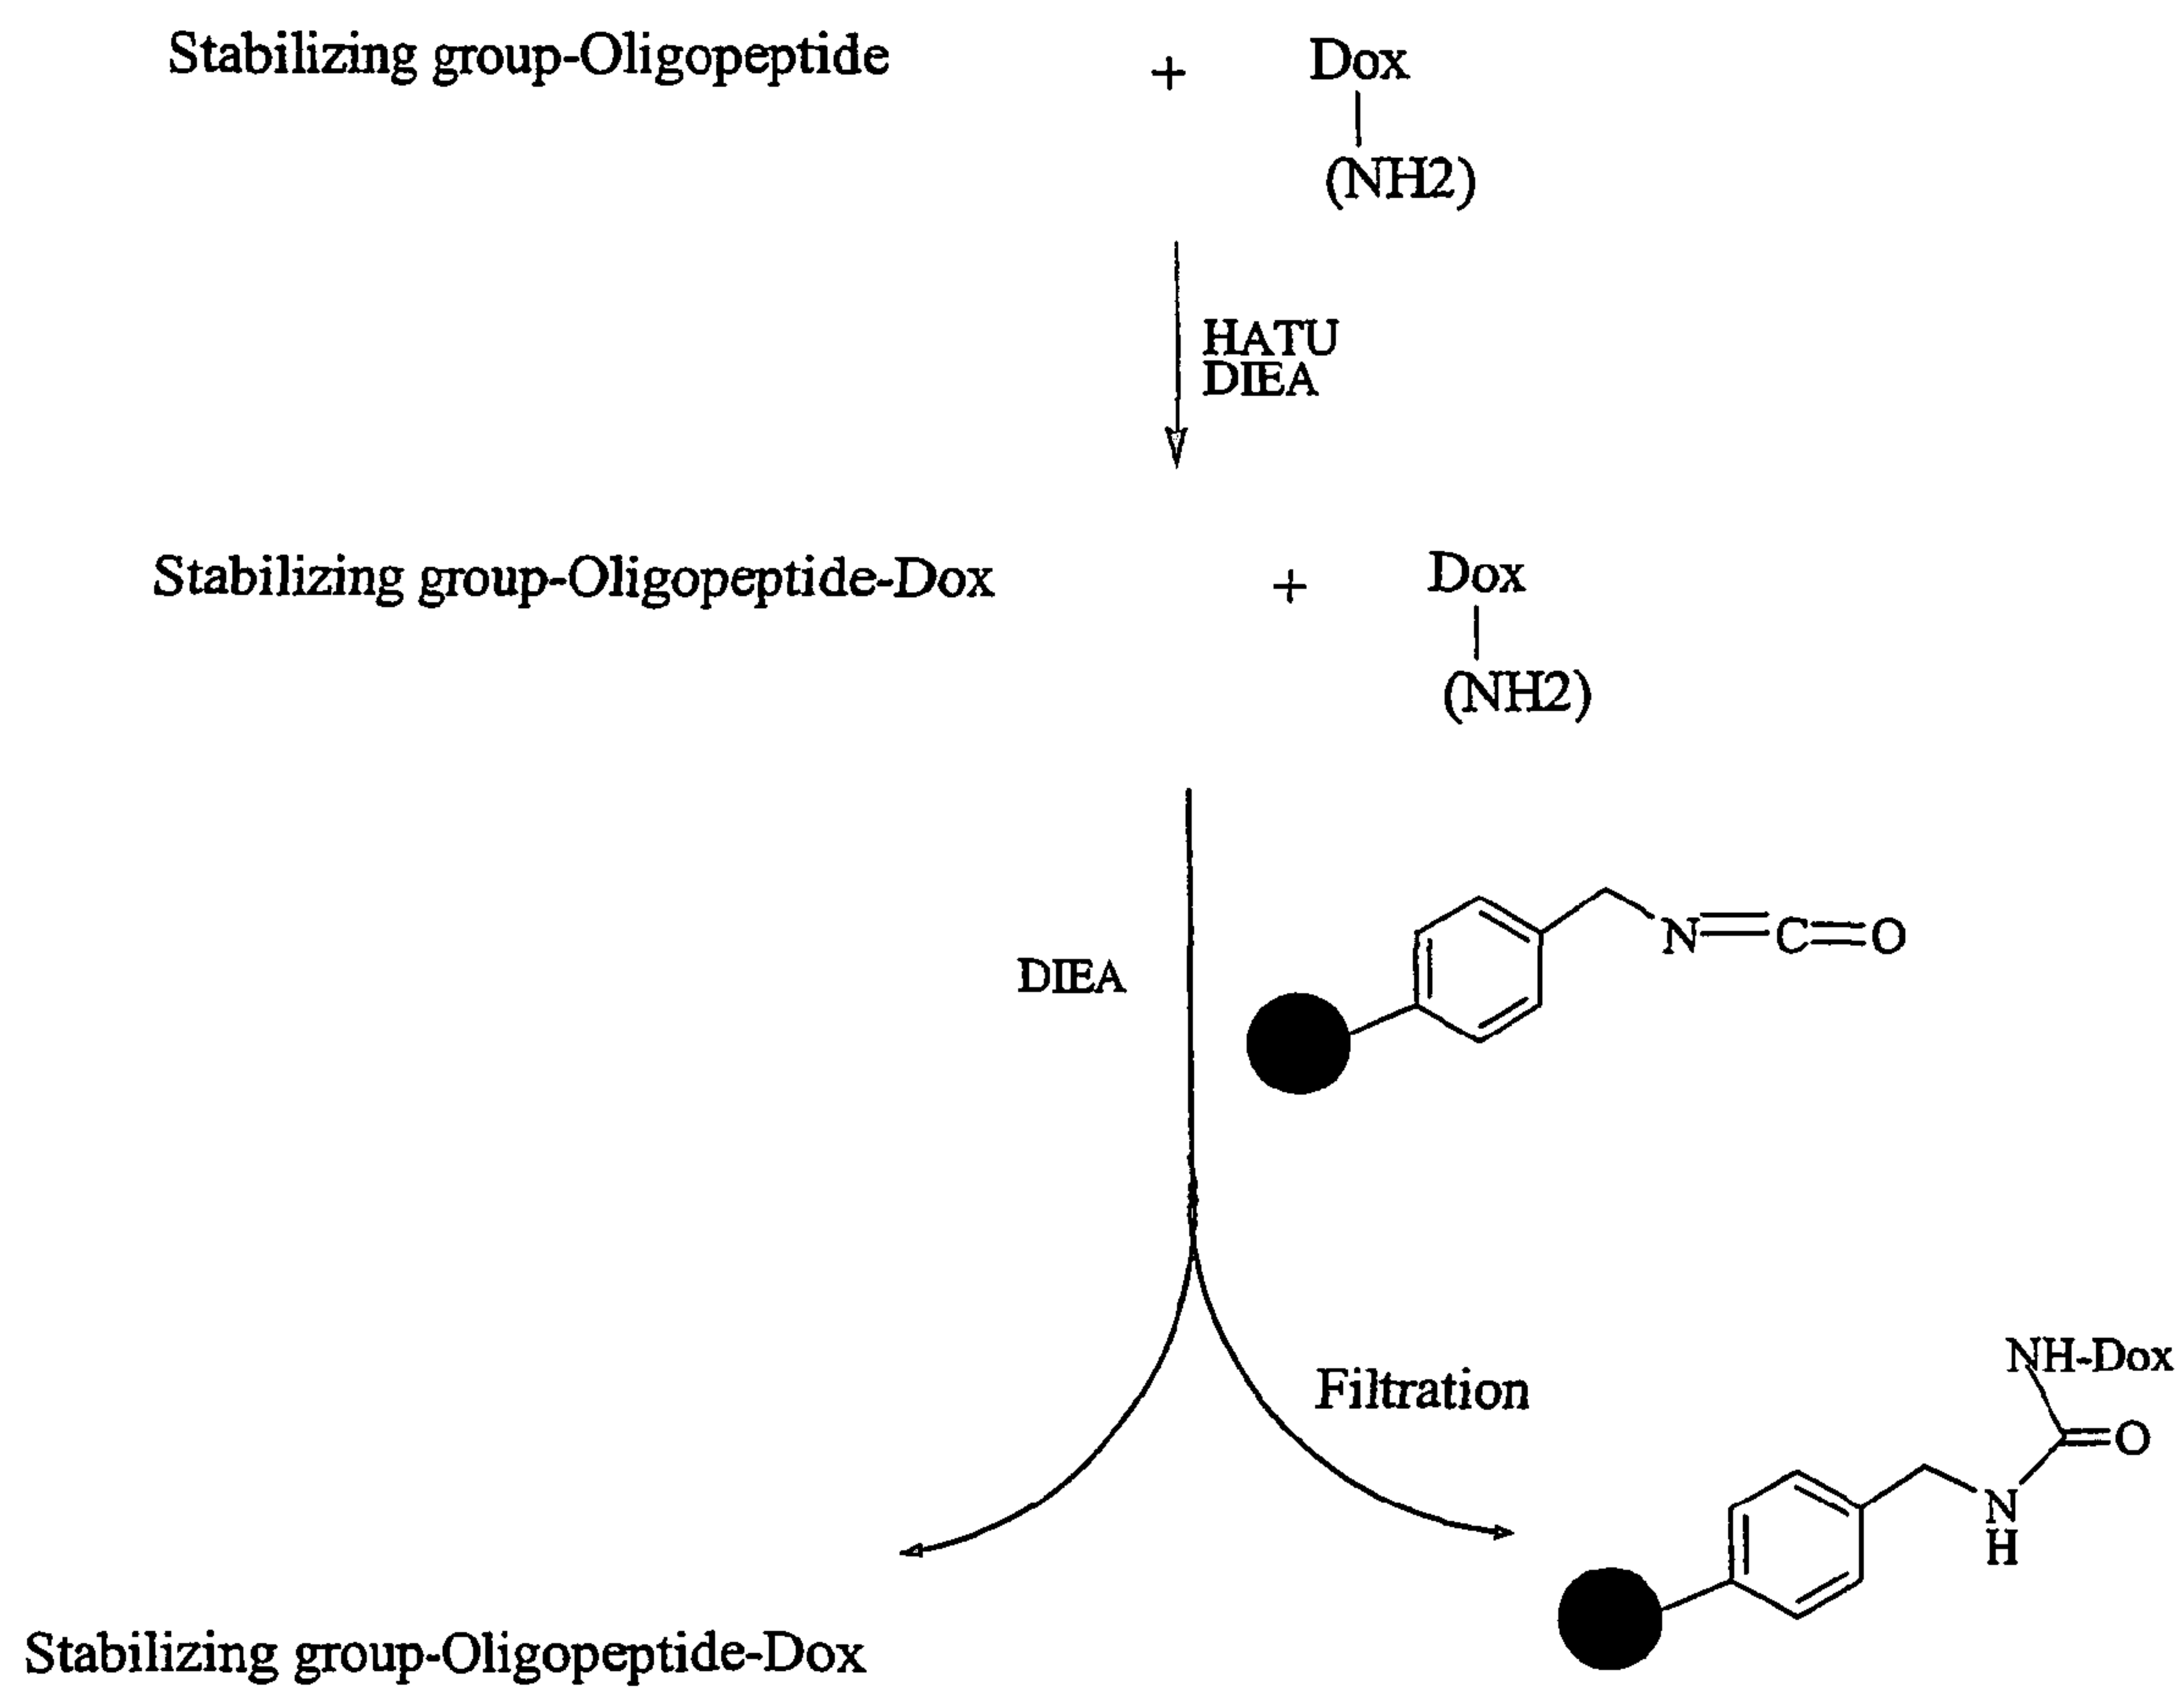 Stabilizing group-Oligopeptide + Dox
(NH2)
HATU
DIEA
Stabilizing group-Oligopeptide-Dox + Dox
(NH2)
N=C=O
DIEA
NH-Dox
Filtration
O
N
H
Stabilizing group-Oligopeptide-Dox